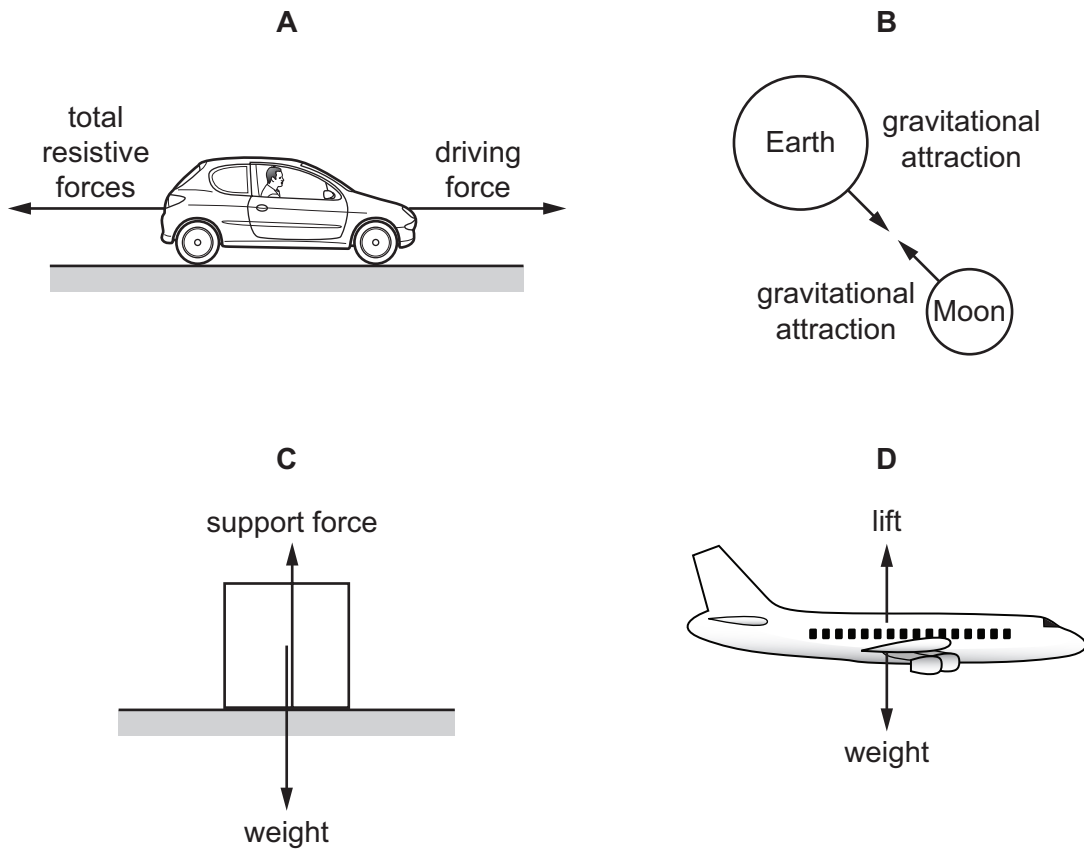 A
total
resistive
forces
driving
force
B
Earth
gravitational
attraction
gravitational
attraction
Moon
C
support force
weight
D
lift
weight